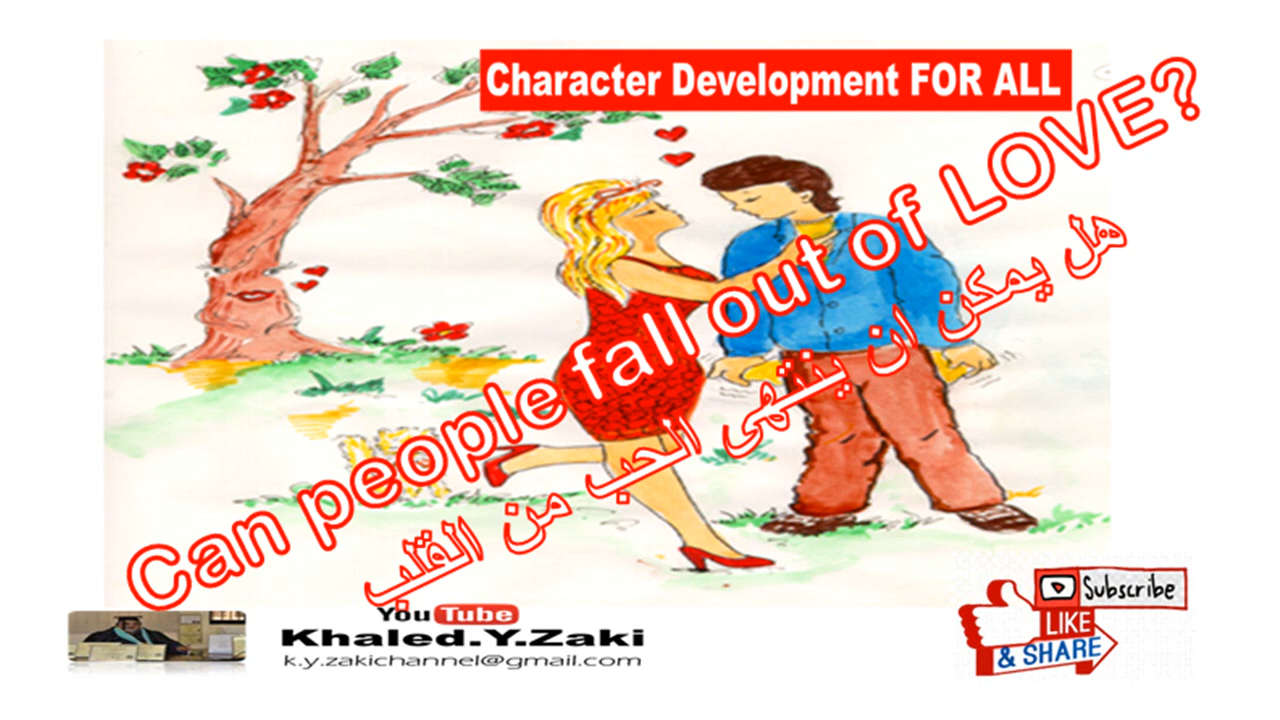 Character Development FOR ALL
Can people fall out of LOVE?
هل يمكن ان ينتهى الحب من القلب
YouTube
Khaled.Y.Zaki
k.y.zakichannel@gmail.com
Subscribe
LIKE
& SHARE